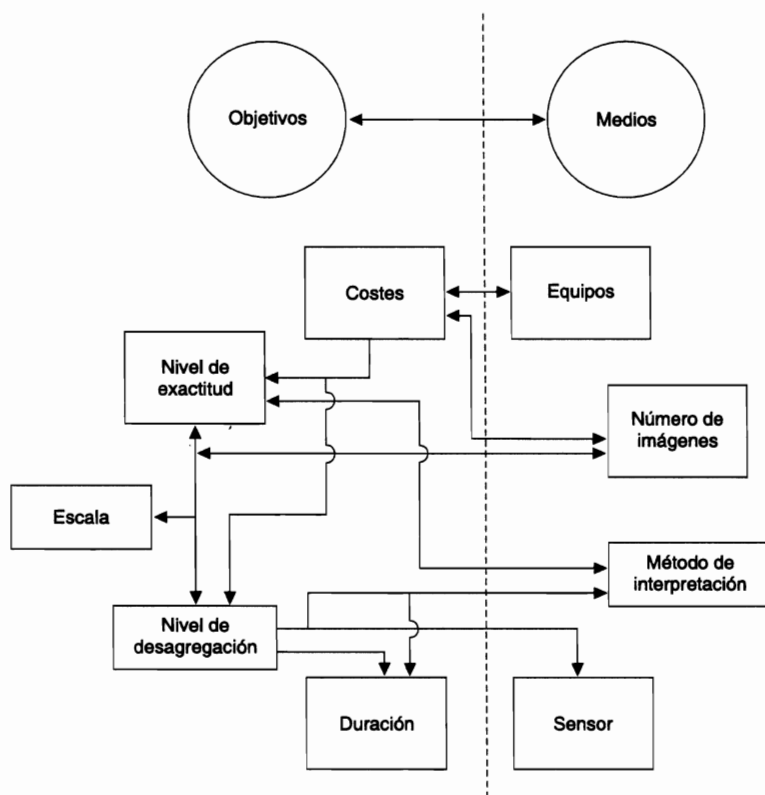 Objetivos
Medios
Costes
Equipos
Nivel de
exactitud
Número de
imágenes
Escala
Método de
interpretación
Nivel de
desagregación
Duración
Sensor